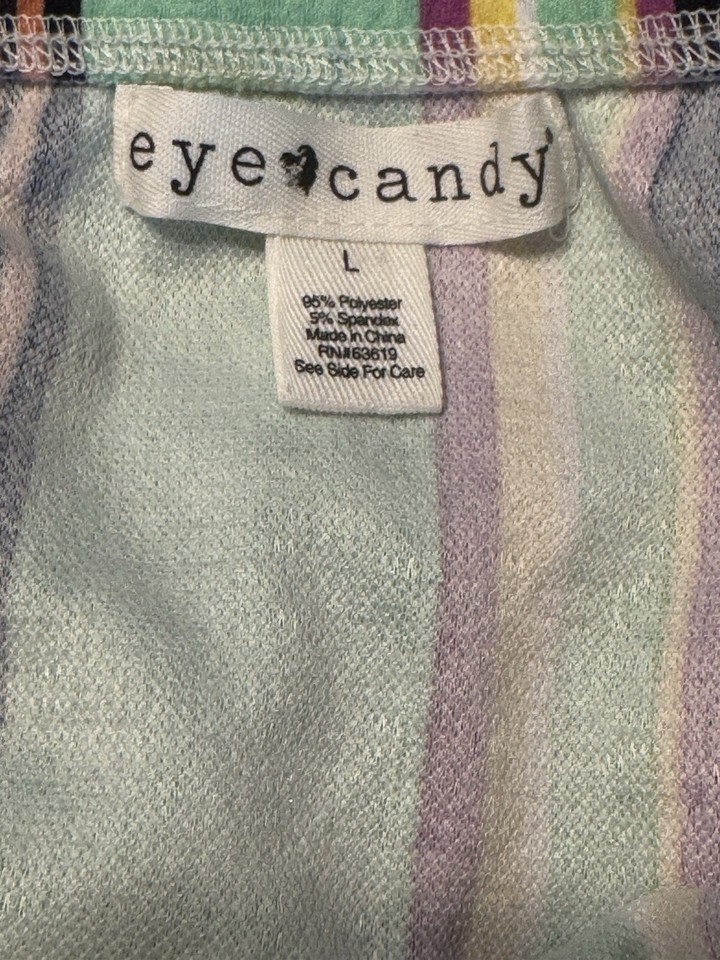 eye candy
L
95% Polyester
5% Spandex
Made in China
RN#63619
See Side For Care